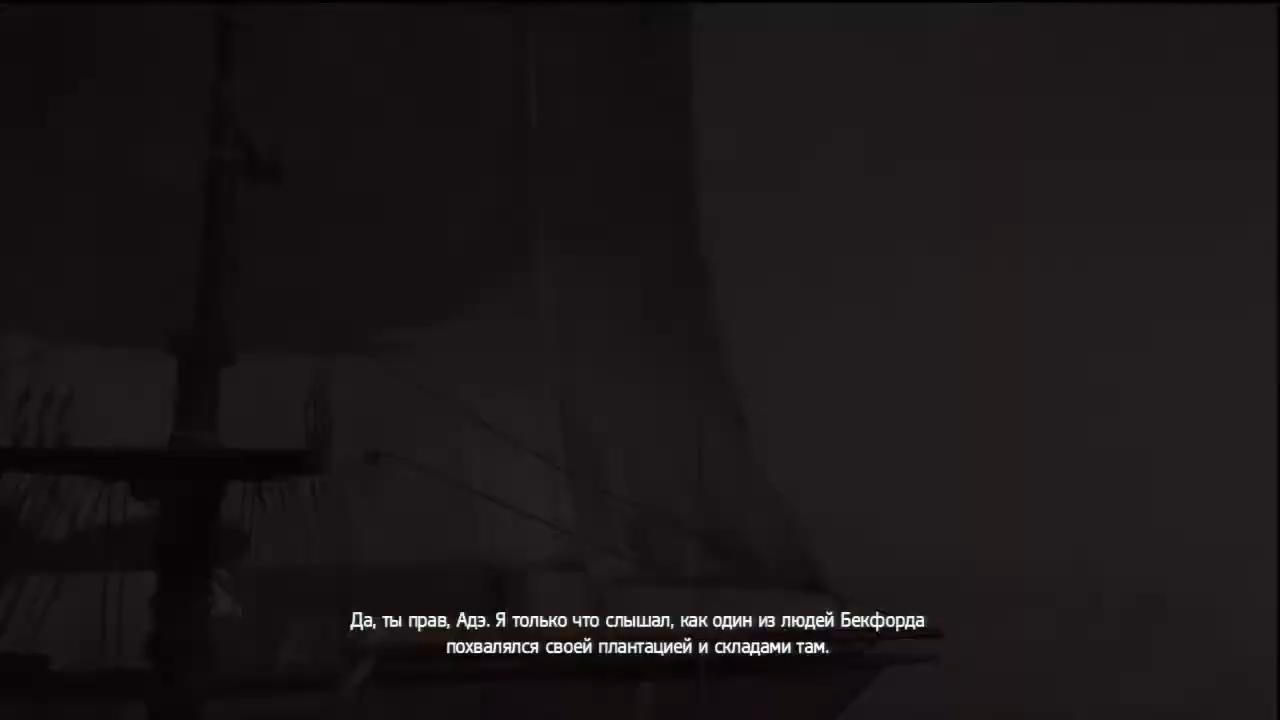 Да, ты прав, Адэ. Я только что слышал, как один из людей Бекфорда
похвалялся своей плантацией и складами там.